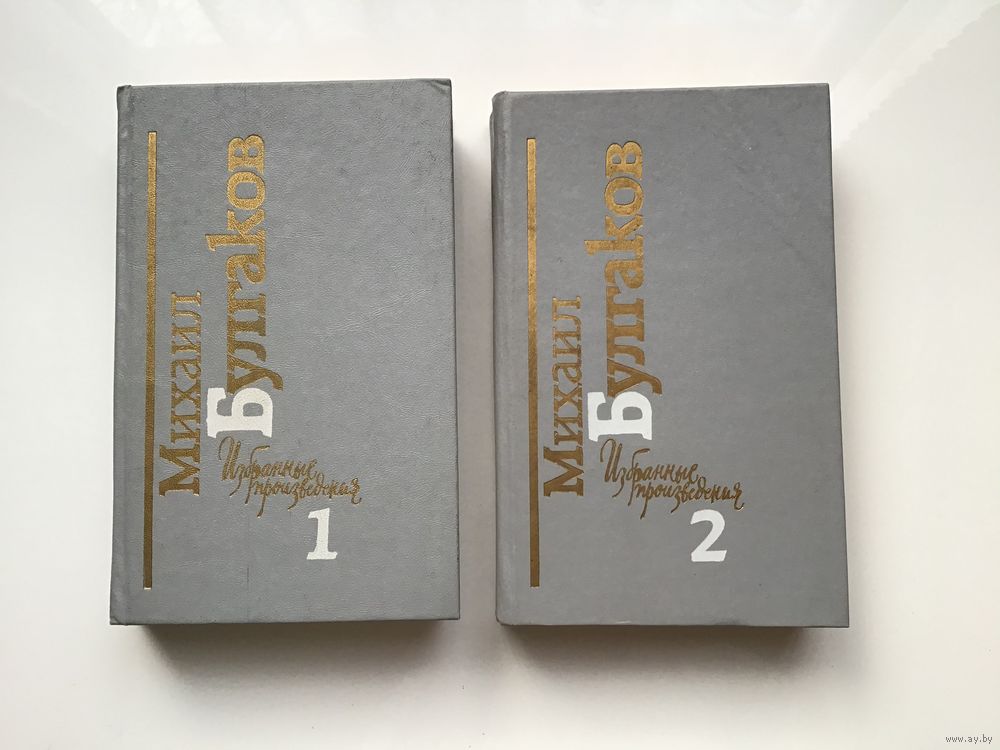 Михаил
Булгаков
Избранные
произведения
1
Михаил
Булгаков
Избранные
произведения
2
www.ay.by